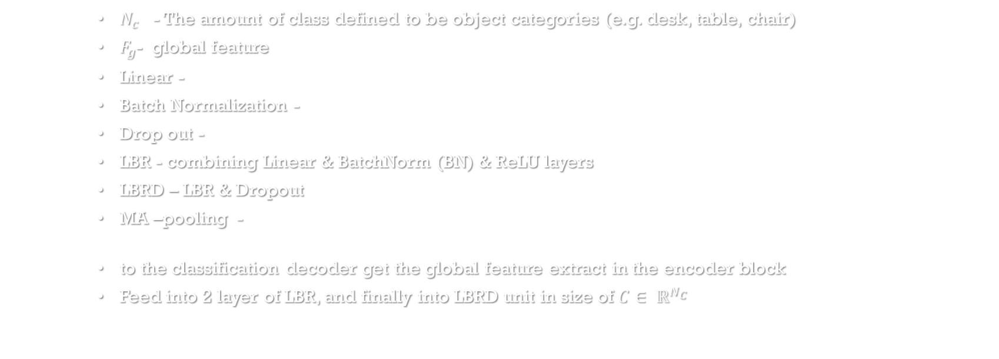 • N_c - The amount of class defined to be object categories (e.g. desk, table, chair)
• F_g- global feature
• Linear -
• Batch Normalization -
• Drop out -
• LBR - combining Linear & BatchNorm (BN) & ReLU layers
• LBRD – LBR & Dropout
• MA –pooling -
• to the classification decoder get the global feature extract in the encoder block
• Feed into 2 layer of LBR, and finally into LBRD unit in size of C ∈ ℝ^{N_C}